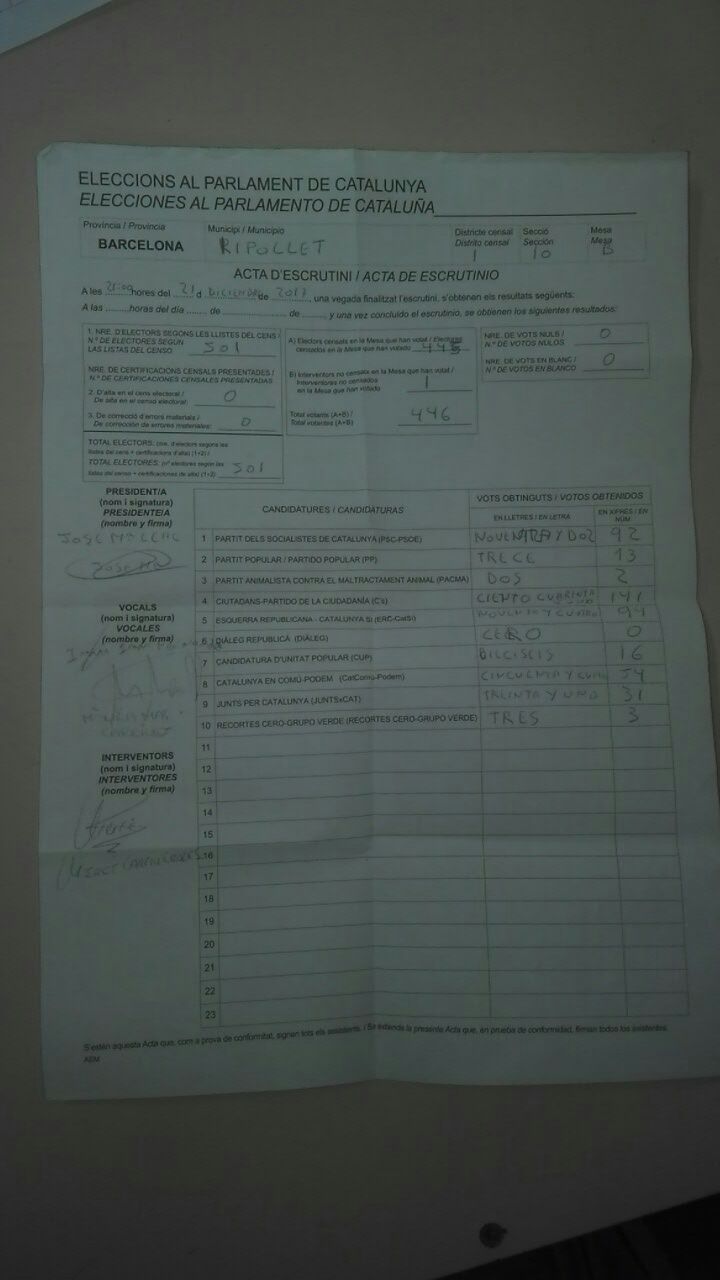 ELECCIONS AL PARLAMENT DE CATALUNYA
ELECCIONES AL PARLAMENTO DE CATALUÑA
Província / Provincia
BARCELONA
Municipi / Municipio
RIPOLLET
Districte censal
Distrito censal
1
Secció
Sección
10
Mesa
Mesa
B
ACTA D'ESCRUTINI / ACTA DE ESCRUTINIO
A les 21:00 hores del 21 d DICIEMBRE de 2017, una vegada finalitzat l'escrutini, s'obtenen els resultats següents:
A las ........ horas del día ...... de ............ de ........ y una vez concluido el escrutinio, se obtienen los siguientes resultados:
1. NRE. D'ELECTORS SEGONS LES LLISTES DEL CENS /
N.º DE ELECTORES SEGÚN
LAS LISTAS DEL CENSO 501
NRE. DE CERTIFICACIONS CENSALS PRESENTADES /
N.º DE CERTIFICACIONES CENSALES PRESENTADAS
2. D'alta en el cens electoral /
De alta en el censo electoral: 0
3. De correcció d'errors materials /
De corrección de errores materiales: 0
TOTAL ELECTORS: (nre. d'electors segons les
llistes del cens + certificacions d'alta) (1+2) /
TOTAL ELECTORES: (nº electores según las
listas del censo + certificaciones de alta) (1+2) 501
A) Electors censats en la Mesa que han votat / Electores
censados en la Mesa que han votado 445
B) Interventors no censats en la Mesa que han votat /
Interventores no censados
en la Mesa que han votado 1
Total votants (A+B) /
Total votantes (A+B) 446
NRE. DE VOTS NULS /
N.º DE VOTOS NULOS 0
NRE. DE VOTS EN BLANC /
N.º DE VOTOS EN BLANCO 0
PRESIDENT/A
(nom i signatura)
PRESIDENTE/A
(nombre y firma)
JOSE Mª
VOCALS
(nom i signatura)
VOCALES
(nombre y firma)
INTERVENTORS
(nom i signatura)
INTERVENTORES
(nombre y firma)
CANDIDATURES / CANDIDATURAS
VOTS OBTINGUTS / VOTOS OBTENIDOS
EN LLETRES / EN LETRA
EN XIFRES / EN NÚM.
1 PARTIT DELS SOCIALISTES DE CATALUNYA (PSC-PSOE) NOVENTA Y DOS 92
2 PARTIT POPULAR / PARTIDO POPULAR (PP) TRECE 13
3 PARTIT ANIMALISTA CONTRA EL MALTRACTAMENT ANIMAL (PACMA) DOS 2
4 CIUTADANS-PARTIDO DE LA CIUDADANÍA (C's) CIENTO CUARENTA UNO 141
5 ESQUERRA REPUBLICANA - CATALUNYA SÍ (ERC-CatSí) NOVENTA Y CUATRO 94
6 DIÀLEG REPUBLICÀ (DIÀLEG) CERO 0
7 CANDIDATURA D'UNITAT POPULAR (CUP) DIECISEIS 16
8 CATALUNYA EN COMÚ-PODEM (CatComú-Podem) CINCUENTA Y CUATRO 54
9 JUNTS PER CATALUNYA (JUNTSxCAT) TREINTA Y UNO 31
10 RECORTES CERO-GRUPO VERDE (RECORTES CERO-GRUPO VERDE) TRES 3
11
12
13
14
15
16
17
18
19
20
21
22
23
S'estén aquesta Acta que, com a prova de conformitat, signen tots els assistents. / Se extiende la presente Acta que, en prueba de conformidad, firman todos los asistentes.
AEM